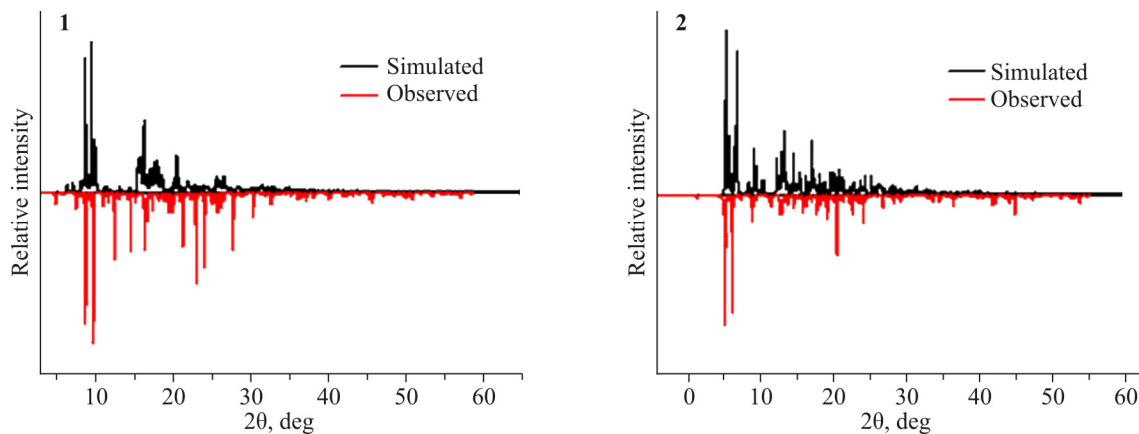 1
Simulated
Observed
Relative intensity
10 20 30 40 50 60
2θ, deg
2
Simulated
Observed
Relative intensity
0 10 20 30 40 50 60
2θ, deg